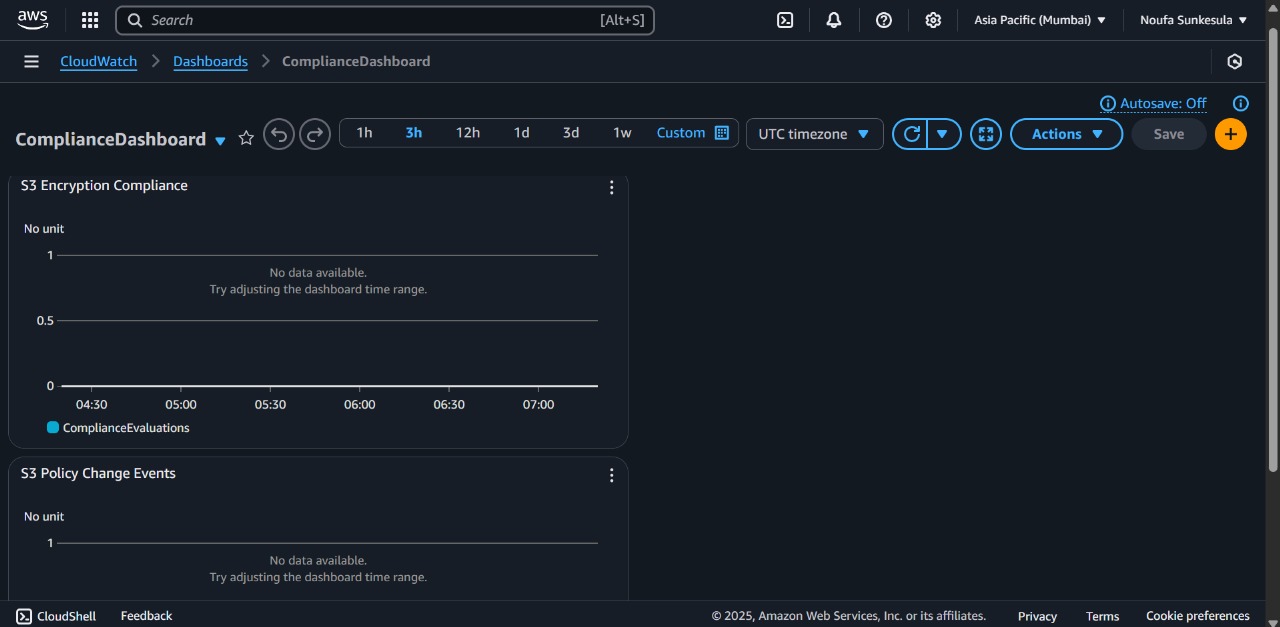 aws
Search [Alt+S] Asia Pacific (Mumbai) Noufa Sunkesula
CloudWatch Dashboards ComplianceDashboard
Autosave: Off
ComplianceDashboard 1h 3h 12h 1d 3d 1w Custom UTC timezone Actions Save
S3 Encryption Compliance
No unit
1
No data available.
Try adjusting the dashboard time range.
0.5
0
04:30 05:00 05:30 06:00 06:30 07:00
ComplianceEvaluations
S3 Policy Change Events
No unit
1
No data available.
Try adjusting the dashboard time range.
CloudShell Feedback © 2025, Amazon Web Services, Inc. or its affiliates. Privacy Terms Cookie preferences